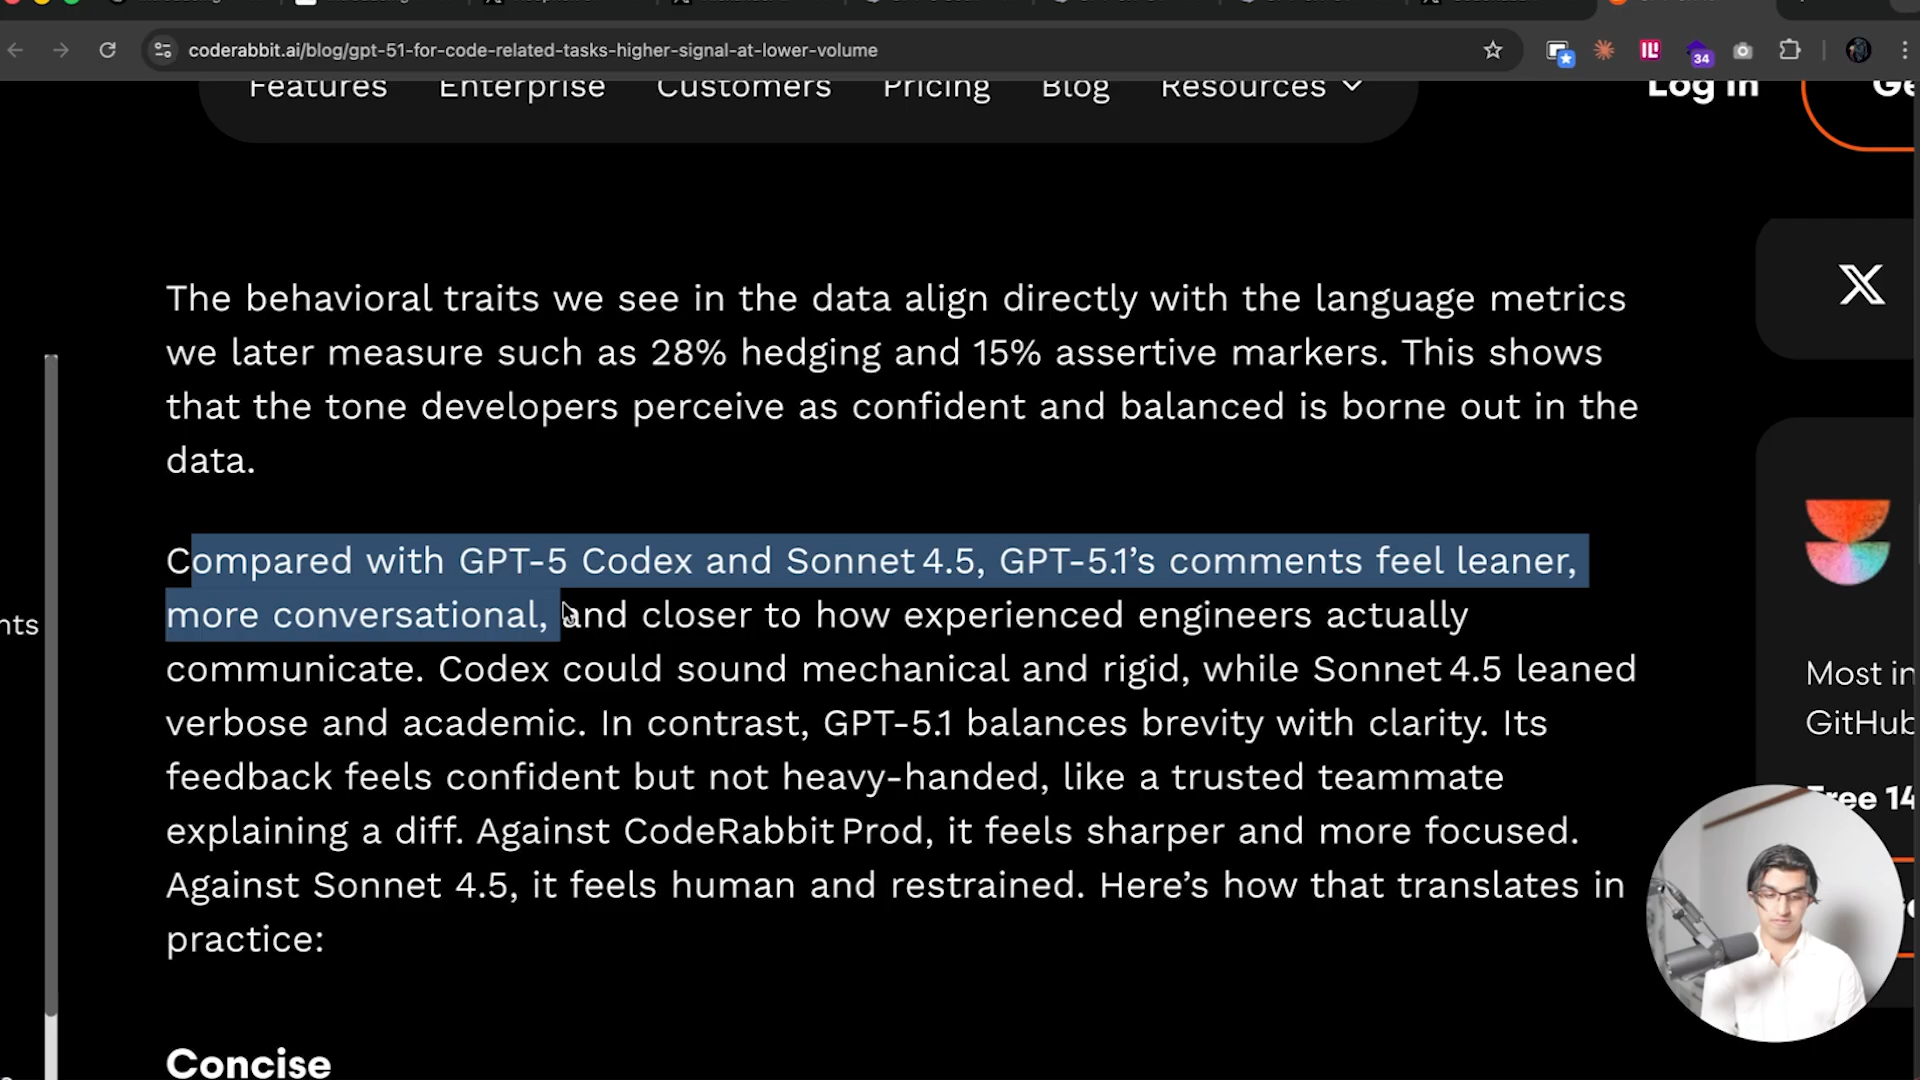 coderabbit.ai/blog/gpt-51-for-code-related-tasks-higher-signal-at-lower-volume
34
Features Enterprise Customers Pricing Blog Resources
Log In
Ge
The behavioral traits we see in the data align directly with the language metrics
we later measure such as 28% hedging and 15% assertive markers. This shows
that the tone developers perceive as confident and balanced is borne out in the
data.
Compared with GPT-5 Codex and Sonnet 4.5, GPT-5.1’s comments feel leaner,
more conversational, and closer to how experienced engineers actually
communicate. Codex could sound mechanical and rigid, while Sonnet 4.5 leaned
verbose and academic. In contrast, GPT-5.1 balances brevity with clarity. Its
feedback feels confident but not heavy-handed, like a trusted teammate
explaining a diff. Against CodeRabbit Prod, it feels sharper and more focused.
Against Sonnet 4.5, it feels human and restrained. Here’s how that translates in
practice:
Concise
nts
Most in
GitHub
Free 14